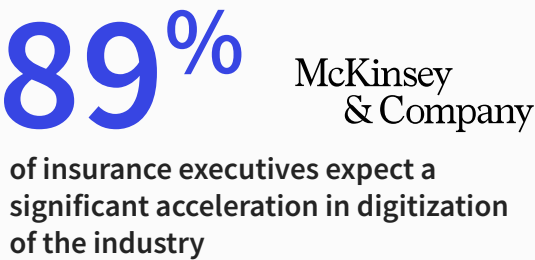 89%
McKinsey
& Company
of insurance executives expect a
significant acceleration in digitization
of the industry